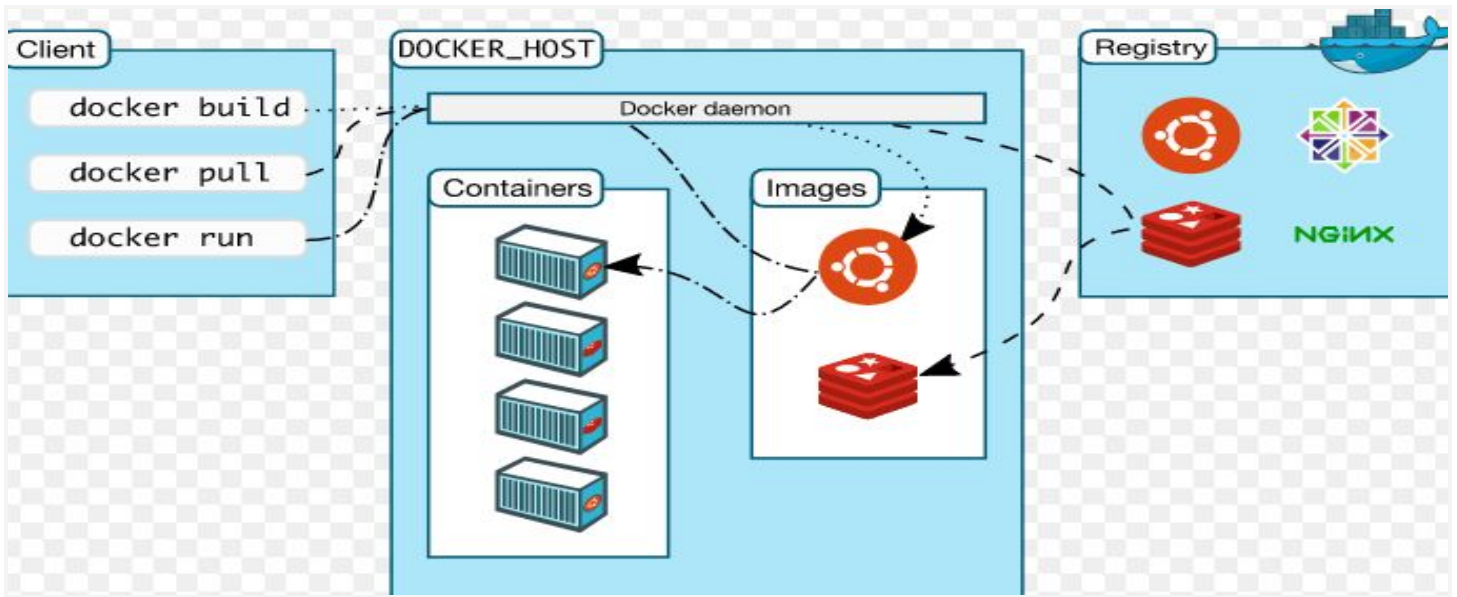 Client
docker build
docker pull
docker run
DOCKER_HOST
Docker daemon
Containers
Images
Registry
NGINX